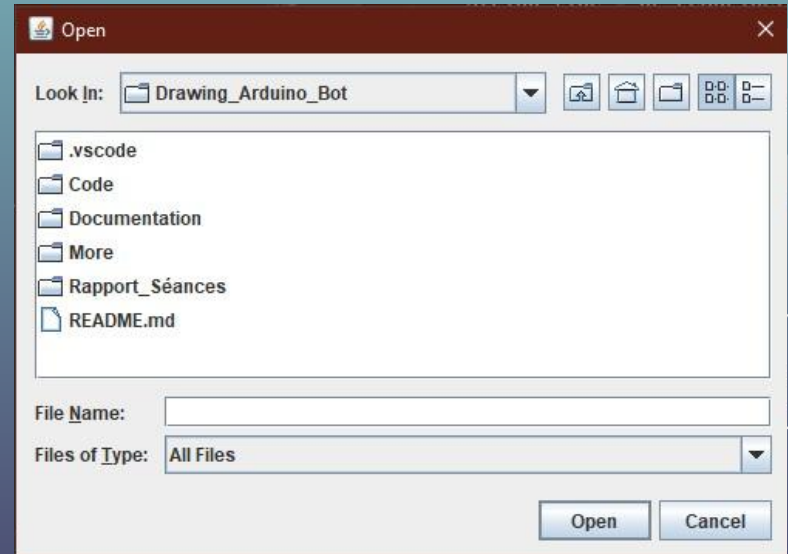 Open
Look In: Drawing_Arduino_Bot
.vscode
Code
Documentation
More
Rapport_Séances
README.md
File Name:
Files of Type: All Files
Open Cancel